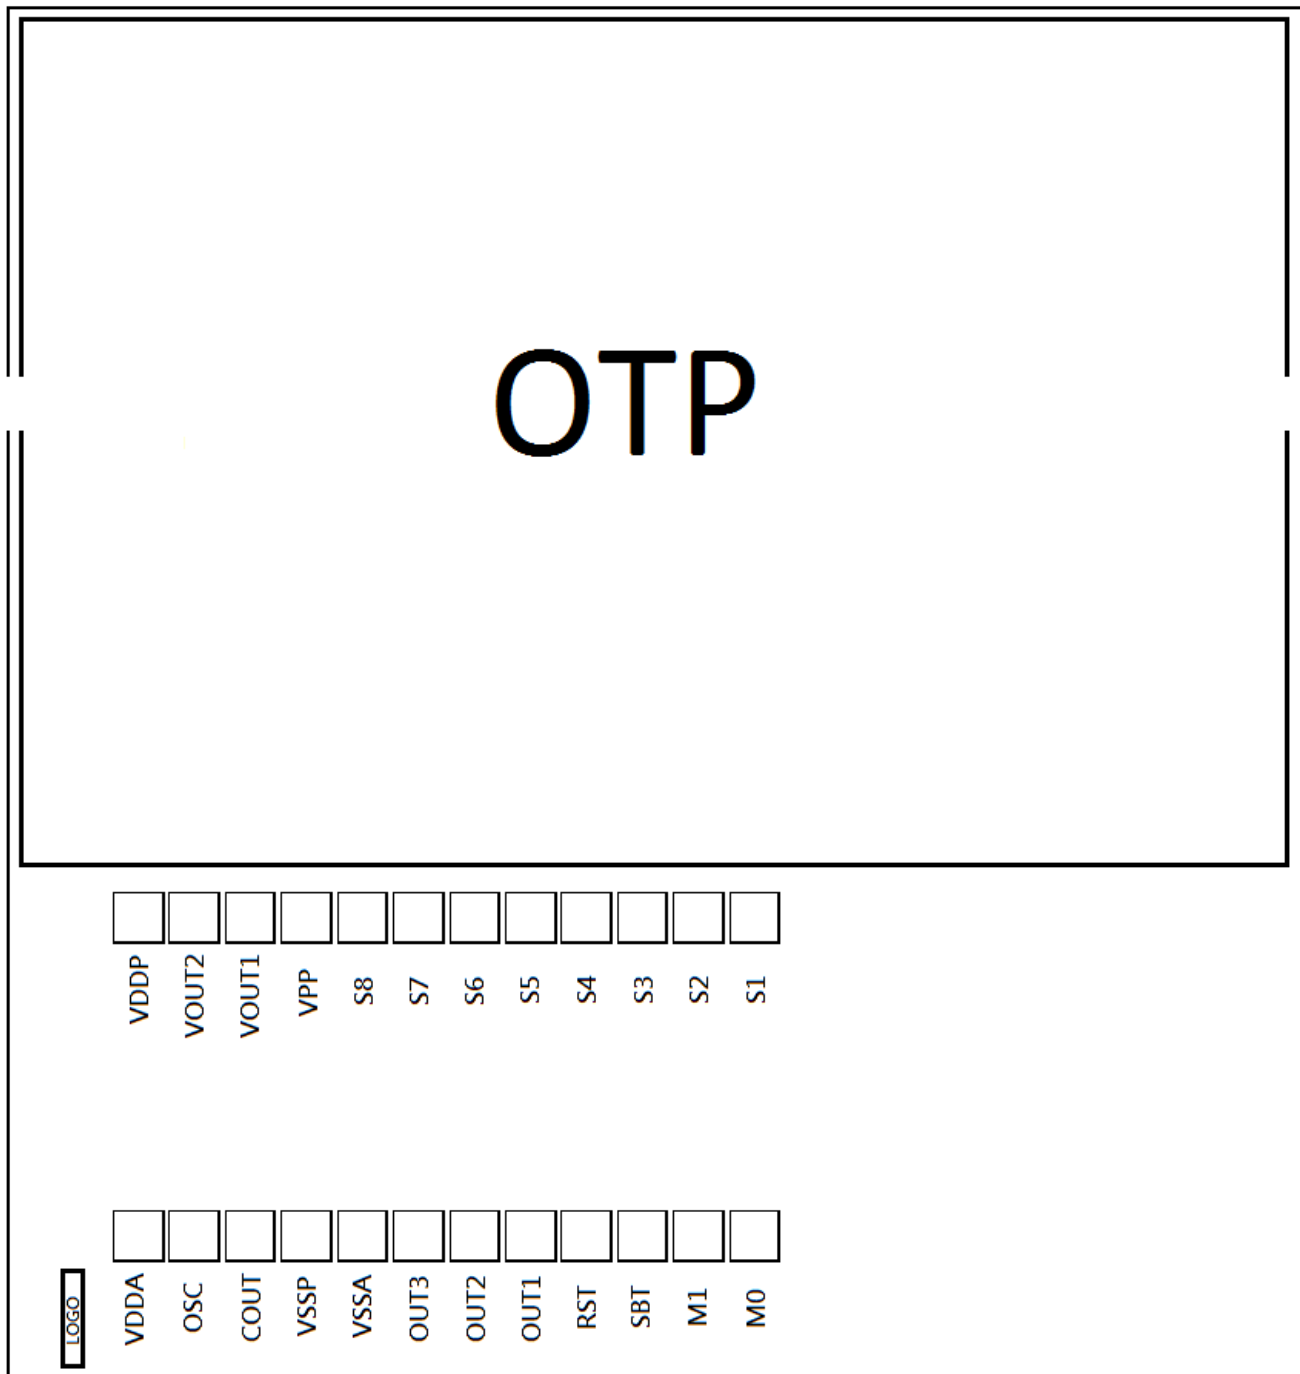 OTP
VDDP VOUT2 VOUT1 VPP S8 S7 S6 S5 S4 S3 S2 S1
VDDA OSC COUT VSSP VSSA OUT3 OUT2 OUT1 RST SBT M1 M0
LOGO